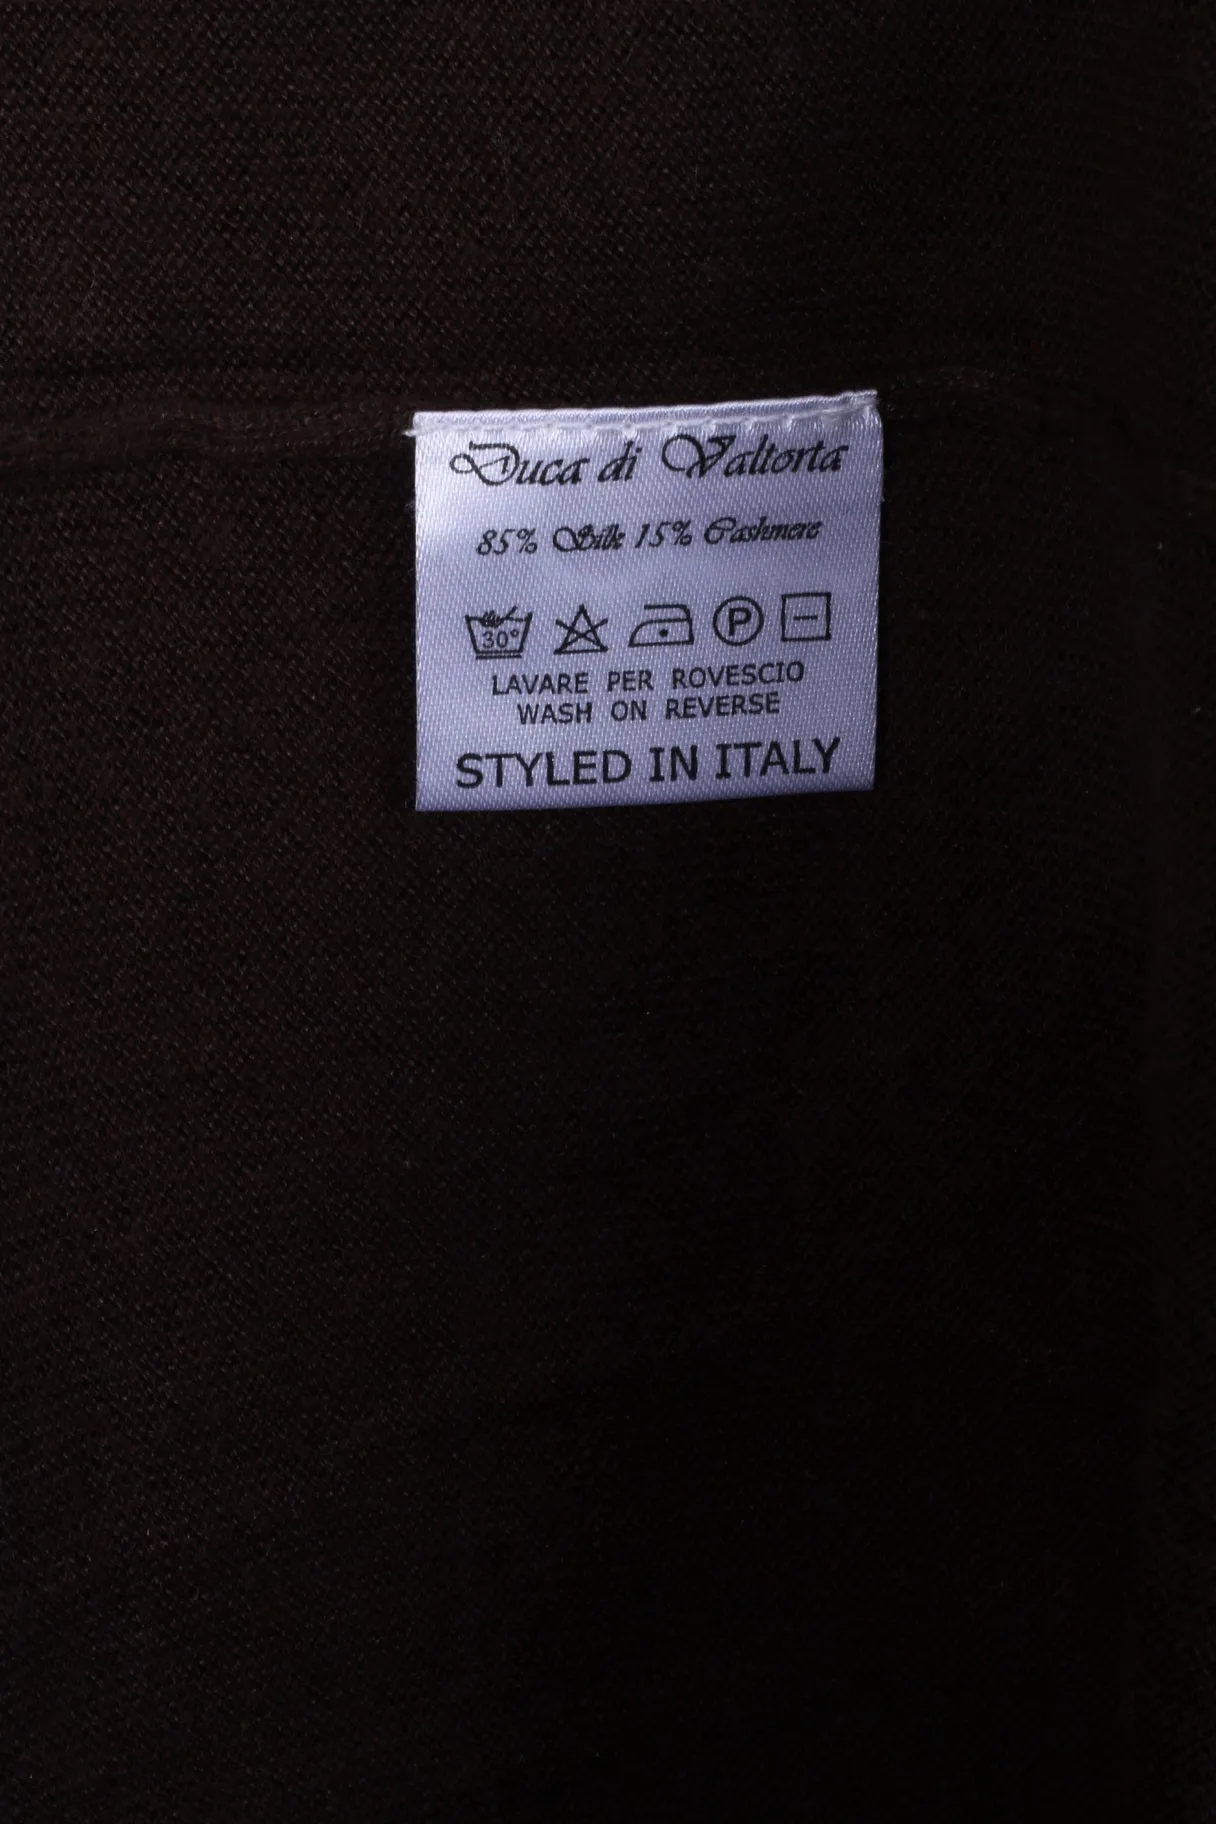 Duca di Valtorta
85% Silk 15% Cashmere
30° P
LAVARE PER ROVESCIO
WASH ON REVERSE
STYLED IN ITALY